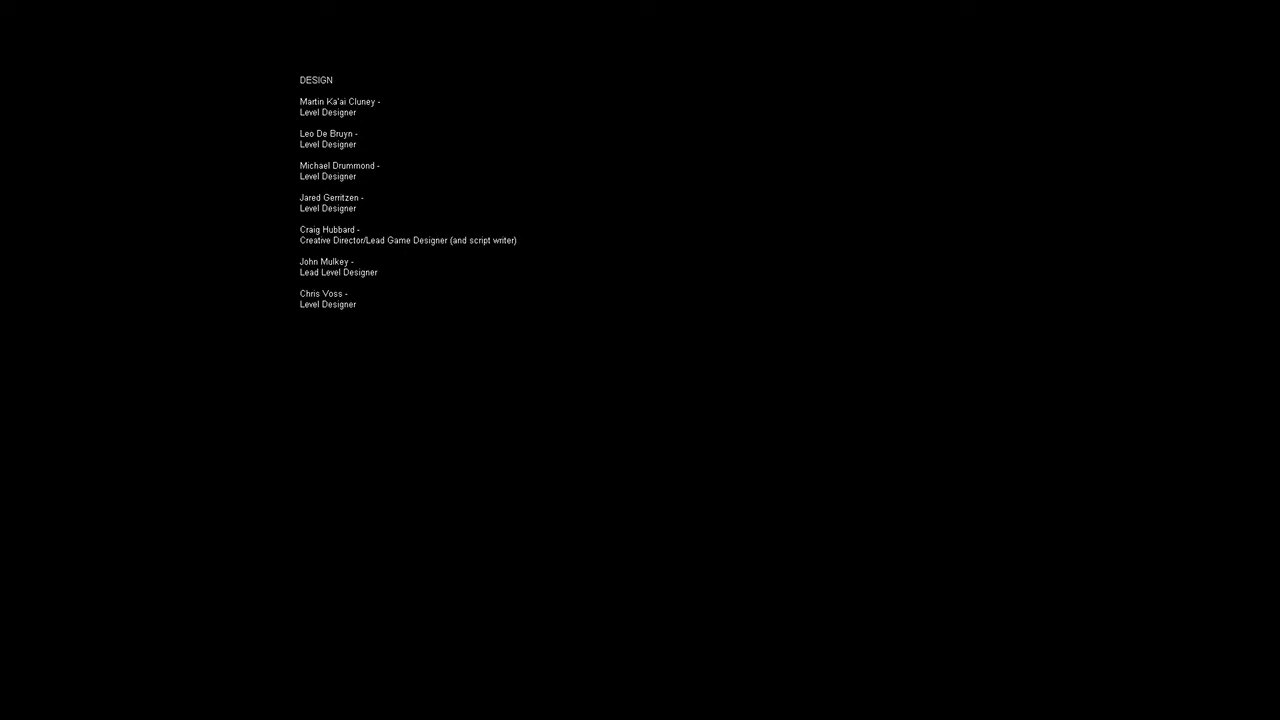 DESIGN
Martin Ka'ai Cluney -
Level Designer
Leo De Bruyn -
Level Designer
Michael Drummond -
Level Designer
Jared Gerritzen -
Level Designer
Craig Hubbard -
Creative Director/Lead Game Designer (and script writer)
John Mulkey -
Lead Level Designer
Chris Voss -
Level Designer